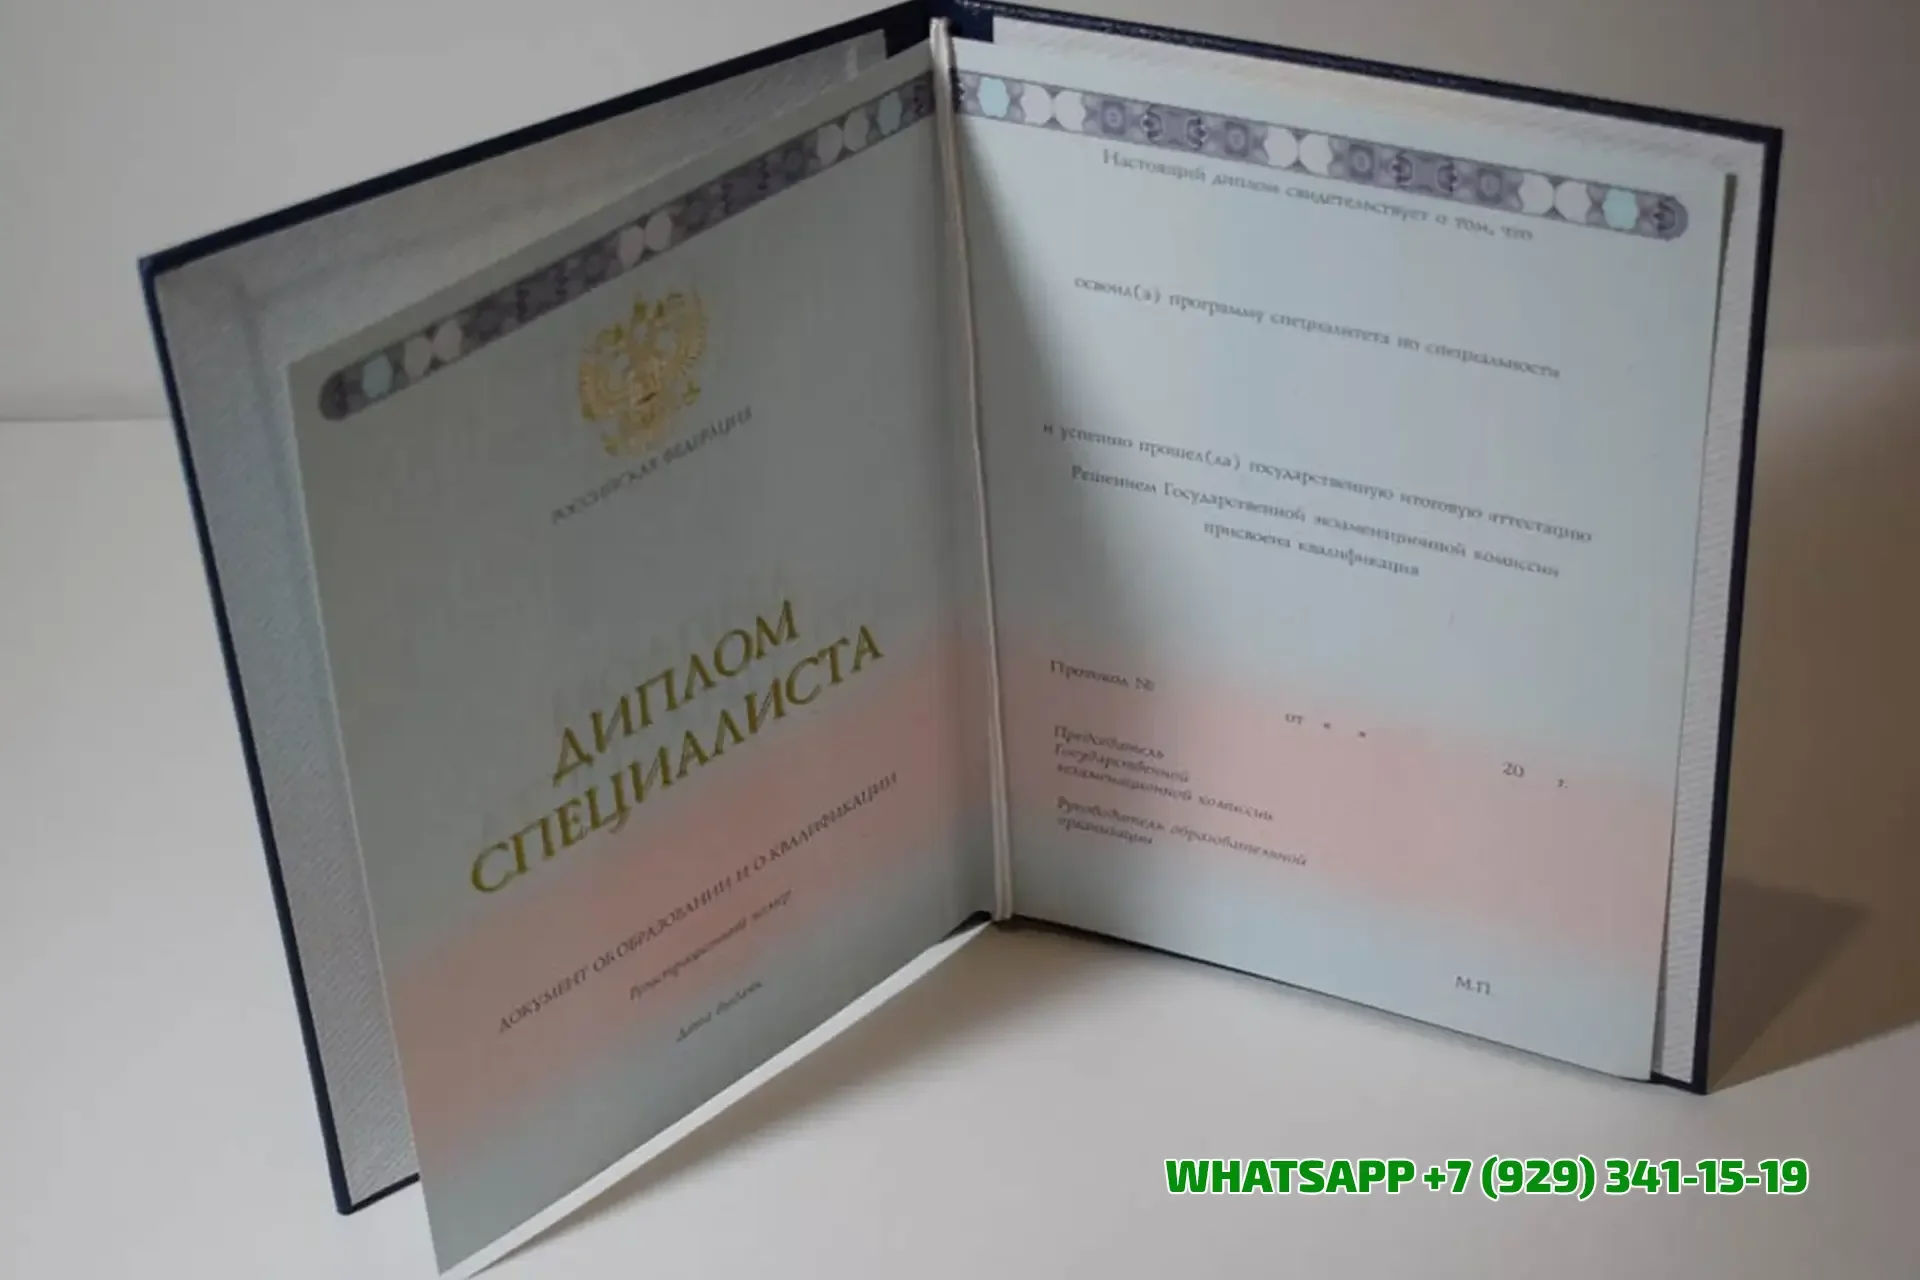 РОССИЙСКАЯ ФЕДЕРАЦИЯ
ДИПЛОМ
СПЕЦИАЛИСТА
ДОКУМЕНТ ОБ ОБРАЗОВАНИИ И О КВАЛИФИКАЦИИ
Регистрационный номер
Дата выдачи
Настоящий диплом свидетельствует о том, что
освоил(а) программу специалитета по специальности
и успешно прошел(ла) государственную итоговую аттестацию
Решением Государственной экзаменационной комиссии
присвоена квалификация
Протокол №
от « » 20 г.
Председатель
Государственной
экзаменационной комиссии
Руководитель образовательной
организации
М.П.
WHATSAPP +7 (929) 341-15-19